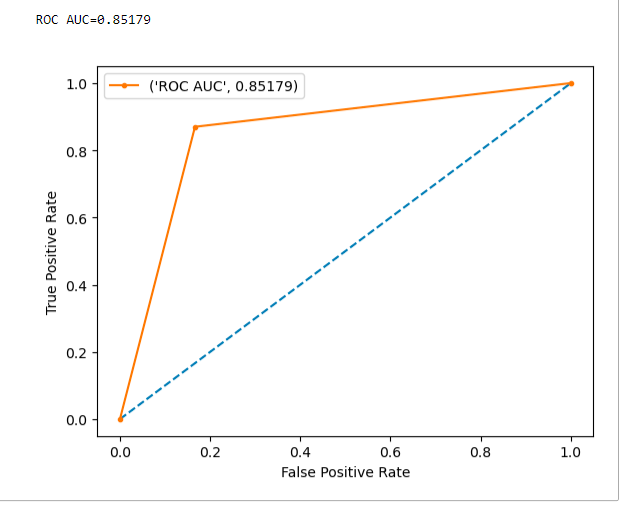 ROC AUC=0.85179
('ROC AUC', 0.85179)
1.0
0.8
0.6
0.4
0.2
0.0
True Positive Rate
0.0 0.2 0.4 0.6 0.8 1.0
False Positive Rate